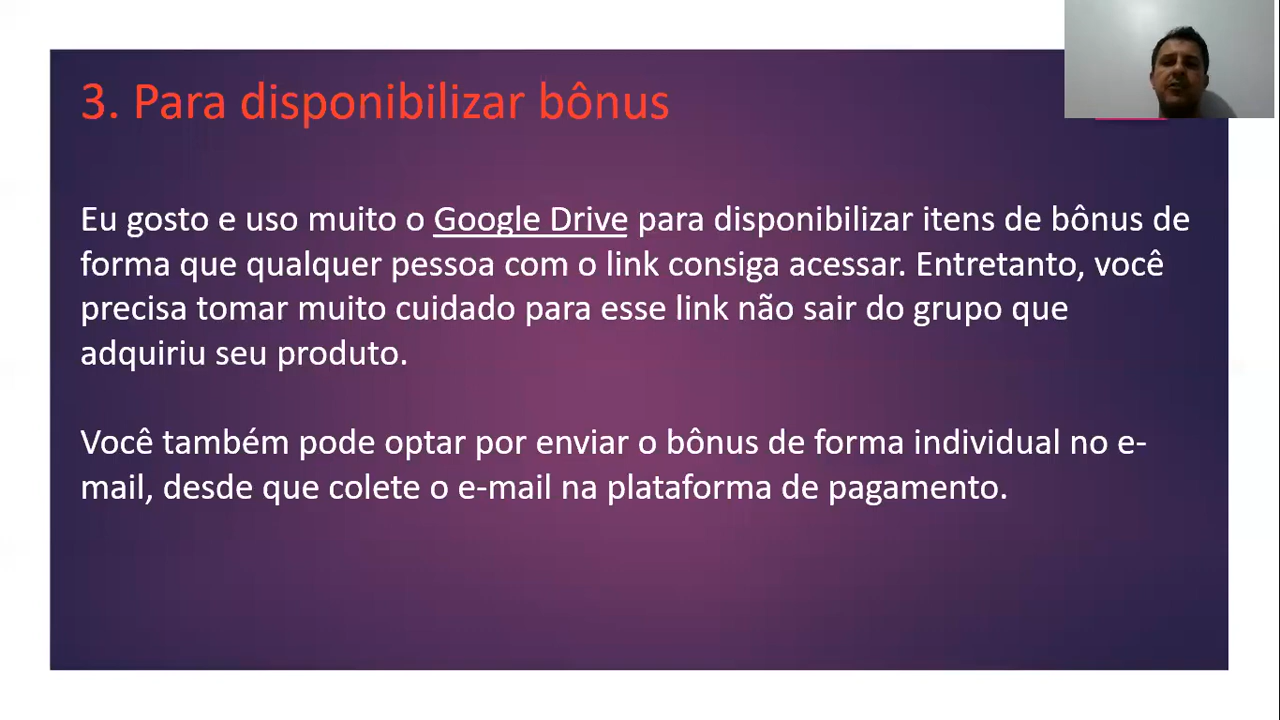 3. Para disponibilizar bônus
Eu gosto e uso muito o Google Drive para disponibilizar itens de bônus de
forma que qualquer pessoa com o link consiga acessar. Entretanto, você
precisa tomar muito cuidado para esse link não sair do grupo que
adquiriu seu produto.
Você também pode optar por enviar o bônus de forma individual no e-
mail, desde que colete o e-mail na plataforma de pagamento.